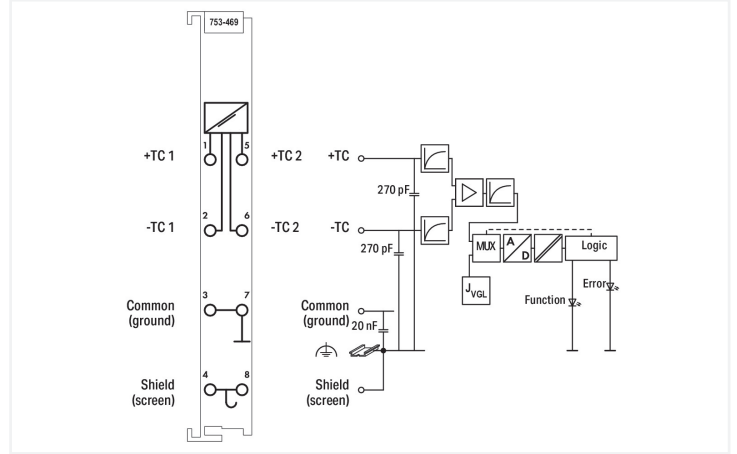 753-469
1
5
+TC 1
+TC 2
+TC
270 pF
2
6
-TC 1
-TC 2
-TC
270 pF
MUX
A
D
Logic
J VGL
Function
Error
3
7
Common
(ground)
Common
(ground)
20 nF
4
8
Shield
(screen)
Shield
(screen)